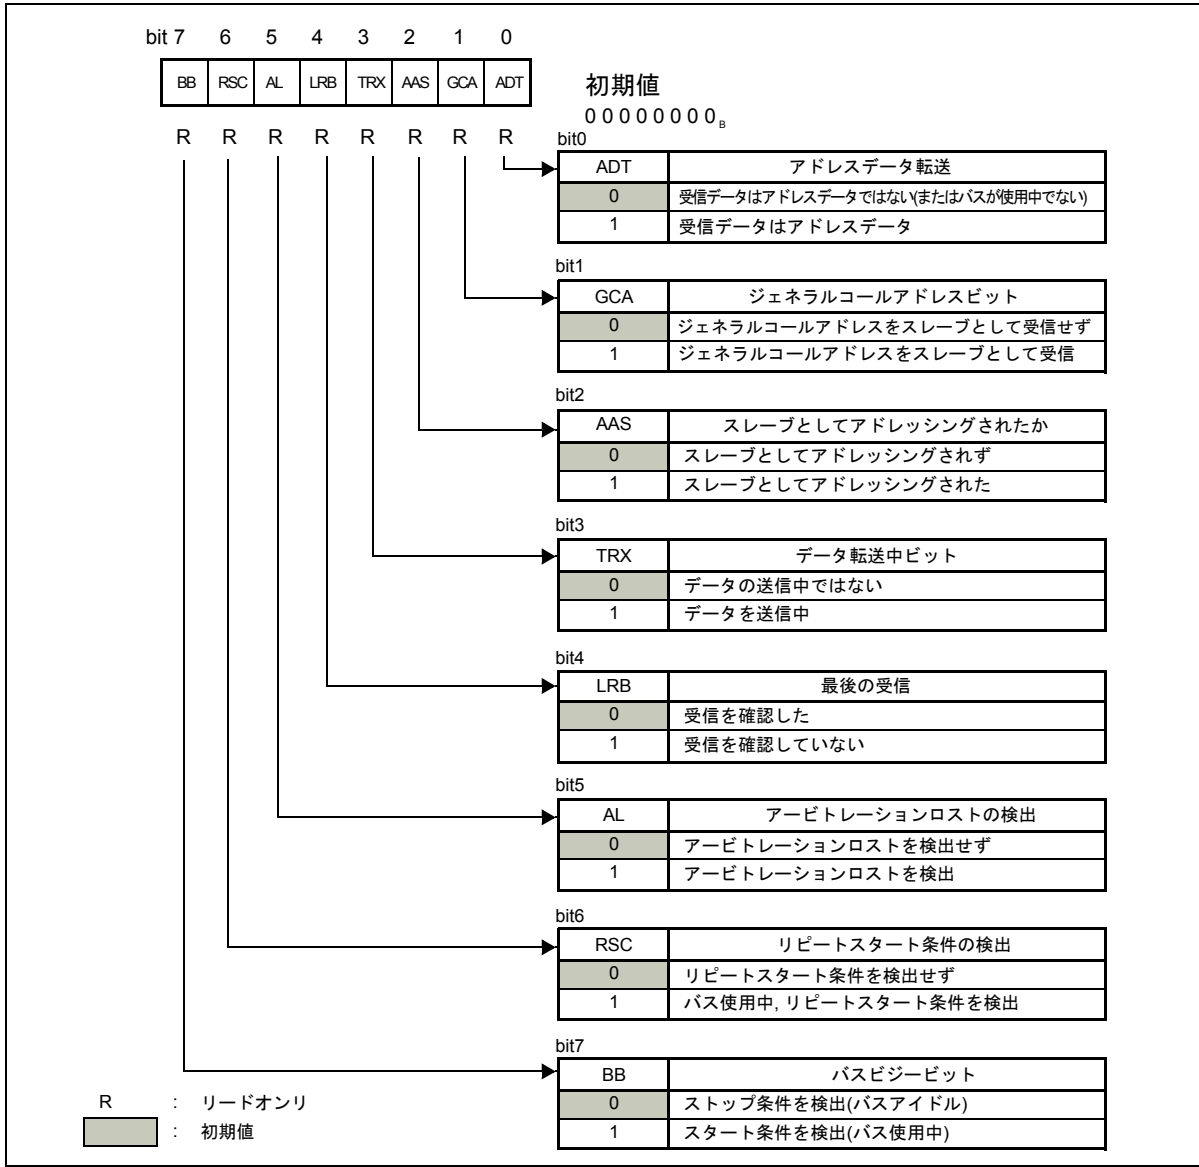 bit 7 6 5 4 3 2 1 0
BB RSC AL LRB TRX AAS GCA ADT
初期値
0 0 0 0 0 0 0 0 B
R R R R R R R R
bit0
ADT アドレスデータ転送
0 受信データはアドレスデータではない(またはバスが使用中でない)
1 受信データはアドレスデータ
bit1
GCA ジェネラルコールアドレスビット
0 ジェネラルコールアドレスをスレーブとして受信せず
1 ジェネラルコールアドレスをスレーブとして受信
bit2
AAS スレーブとしてアドレッシングされたか
0 スレーブとしてアドレッシングされず
1 スレーブとしてアドレッシングされた
bit3
TRX データ転送中ビット
0 データの送信中ではない
1 データを送信中
bit4
LRB 最後の受信
0 受信を確認した
1 受信を確認していない
bit5
AL アービトレーションロストの検出
0 アービトレーションロストを検出せず
1 アービトレーションロストを検出
bit6
RSC リピートスタート条件の検出
0 リピートスタート条件を検出せず
1 バス使用中, リピートスタート条件を検出
bit7
BB バスビジービット
0 ストップ条件を検出(バスアイドル)
1 スタート条件を検出(バス使用中)
R : リードオンリ
: 初期値